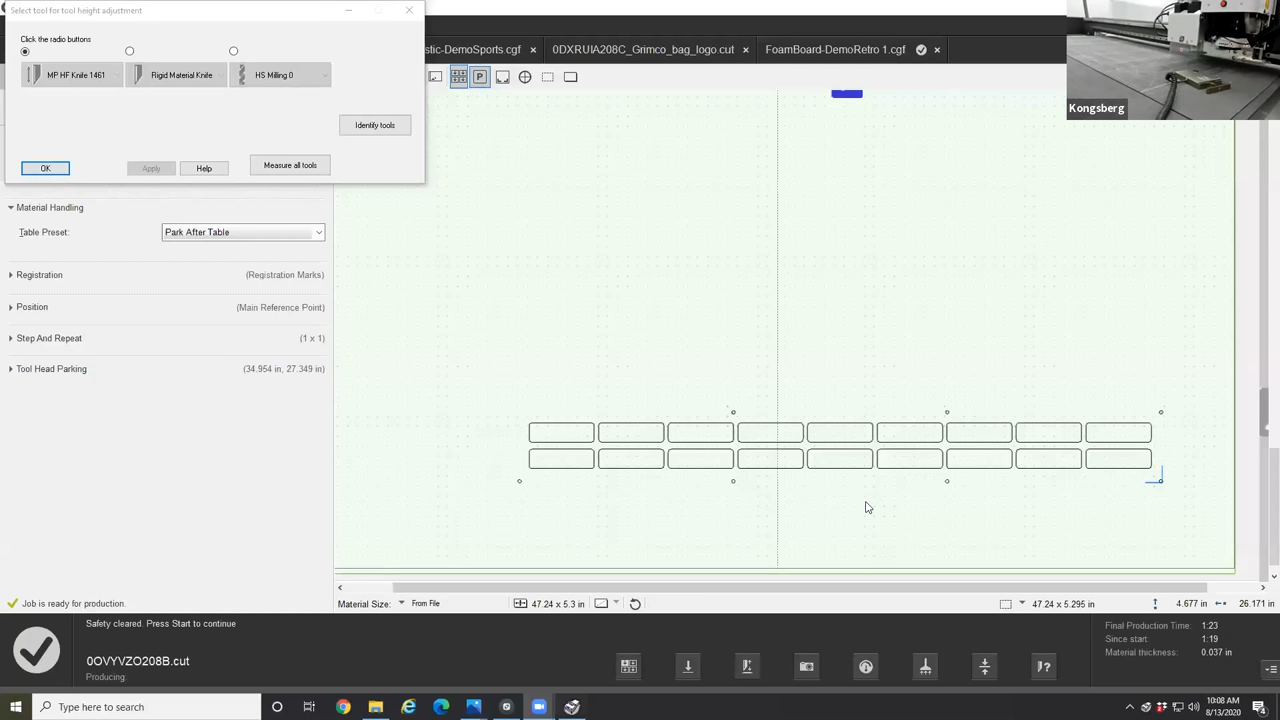 Select tool for tool height adjustment
Click the radio buttons
MP HF Knife 1461
Rigid Material Knife
HS Milling 0
Identify tools
OK
Apply
Help
Measure all tools
stic-DemoSports.cgf
0DXRUIA208C_Grimco_bag_logo.cut
FoamBoard-DemoRetro 1.cgf
P
Kongsberg
Material Handling
Table Preset:
Park After Table
Registration
(Registration Marks)
Position
(Main Reference Point)
Step And Repeat
(1 x 1)
Tool Head Parking
(34.954 in, 27.349 in)
Job is ready for production.
Material Size:
From File
47.24 x 5.3 in
47.24 x 5.295 in
4.677 in
26.171 in
Safety cleared. Press Start to continue
0OVYVZO208B.cut
Producing:
Final Production Time: 1:23
Since start: 1:19
Material thickness: 0.037 in
Type here to search
10:08 AM
8/13/2020
4